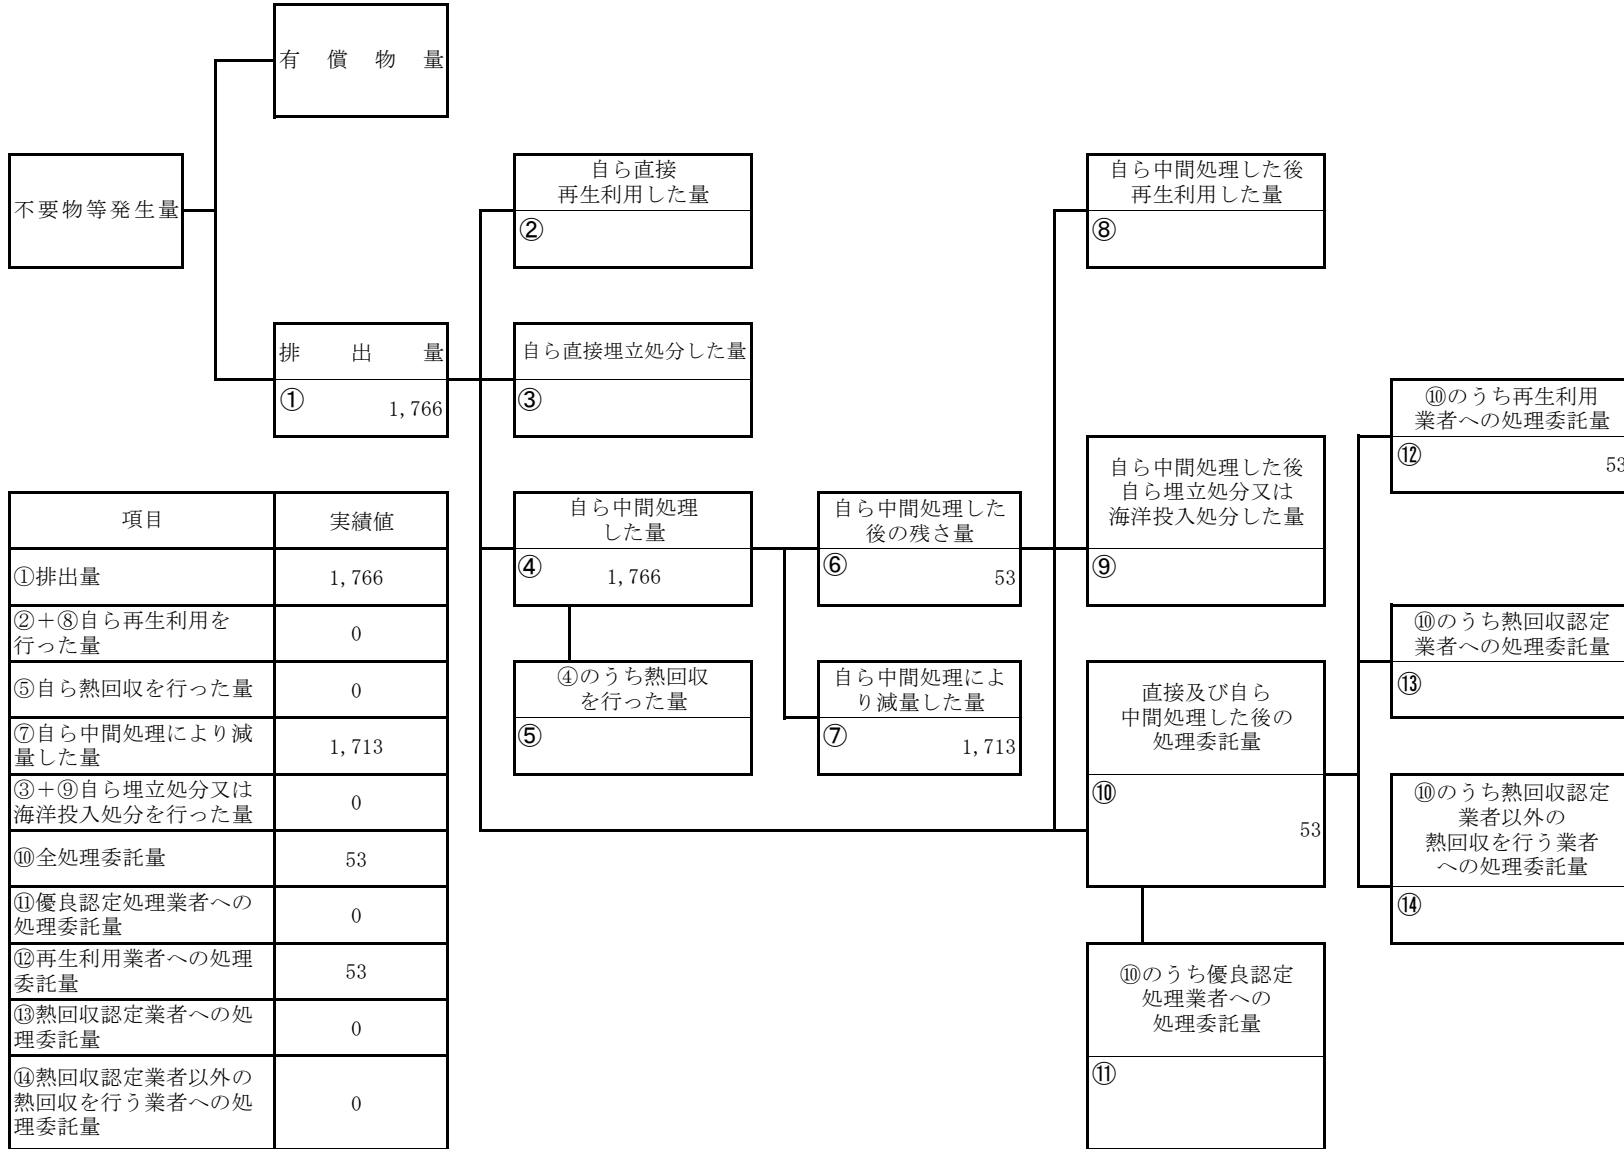 有償物量
不要物等発生量
排出量
①
1,766
自ら直接
再生利用した量
②
自ら直接埋立処分した量
③
自ら中間処理
した量
④
1,766
④のうち熱回収
を行った量
⑤
自ら中間処理した
後の残さ量
⑥
53
自ら中間処理によ
り減量した量
⑦
1,713
自ら中間処理した後
再生利用した量
⑧
自ら中間処理した後
自ら埋立処分又は
海洋投入処分した量
⑨
直接及び自ら
中間処理した後の
処理委託量
⑩
53
⑩のうち優良認定
処理業者への
処理委託量
⑪
⑩のうち再生利用
業者への処理委託量
⑫
53
⑩のうち熱回収認定
業者への処理委託量
⑬
⑩のうち熱回収認定
業者以外の
熱回収を行う業者
への処理委託量
⑭
項目 実績値
①排出量 1,766
②＋⑧自ら再生利用を
行った量 0
⑤自ら熱回収を行った量 0
⑦自ら中間処理により減
量した量 1,713
③＋⑨自ら埋立処分又は
海洋投入処分を行った量 0
⑩全処理委託量 53
⑪優良認定処理業者への
処理委託量 0
⑫再生利用業者への処理
委託量 53
⑬熱回収認定業者への処
理委託量 0
⑭熱回収認定業者以外の
熱回収を行う業者への処
理委託量 0